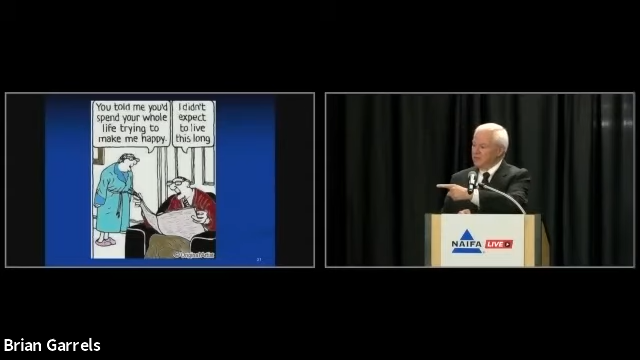 You told me you'd
spend your whole
life trying to
make me happy.
I didn't
expect
to live
this long
21
NAIFA
LIVE
Brian Garrels